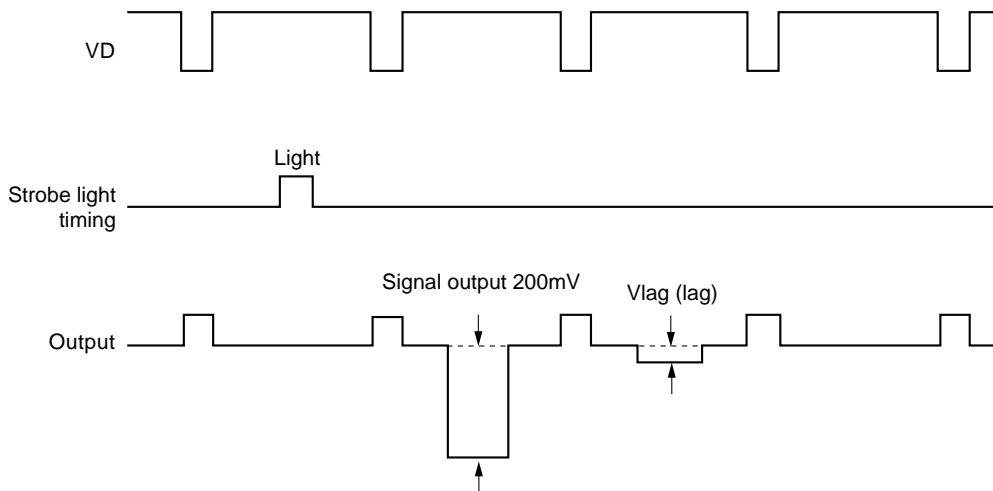 VD
Light
Strobe light
timing
Signal output 200mV
Vlag (lag)
Output